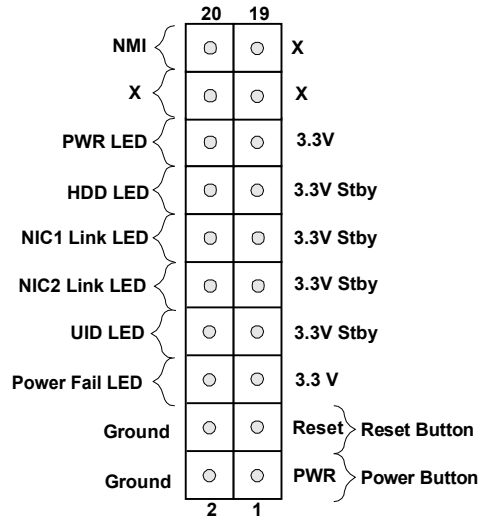 20 19
NMI X
X X
PWR LED 3.3V
HDD LED 3.3V Stby
NIC1 Link LED 3.3V Stby
NIC2 Link LED 3.3V Stby
UID LED 3.3V Stby
Power Fail LED 3.3 V
Ground Reset Reset Button
Ground PWR Power Button
2 1